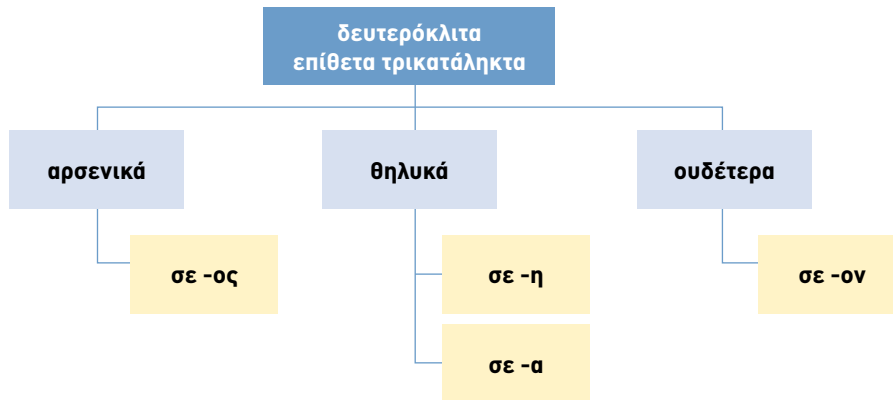 δευτερόκλιτα
επίθετα τρικατάληκτα
αρσενικά
θηλυκά
ουδέτερα
σε -ος
σε -η
σε -ον
σε -α